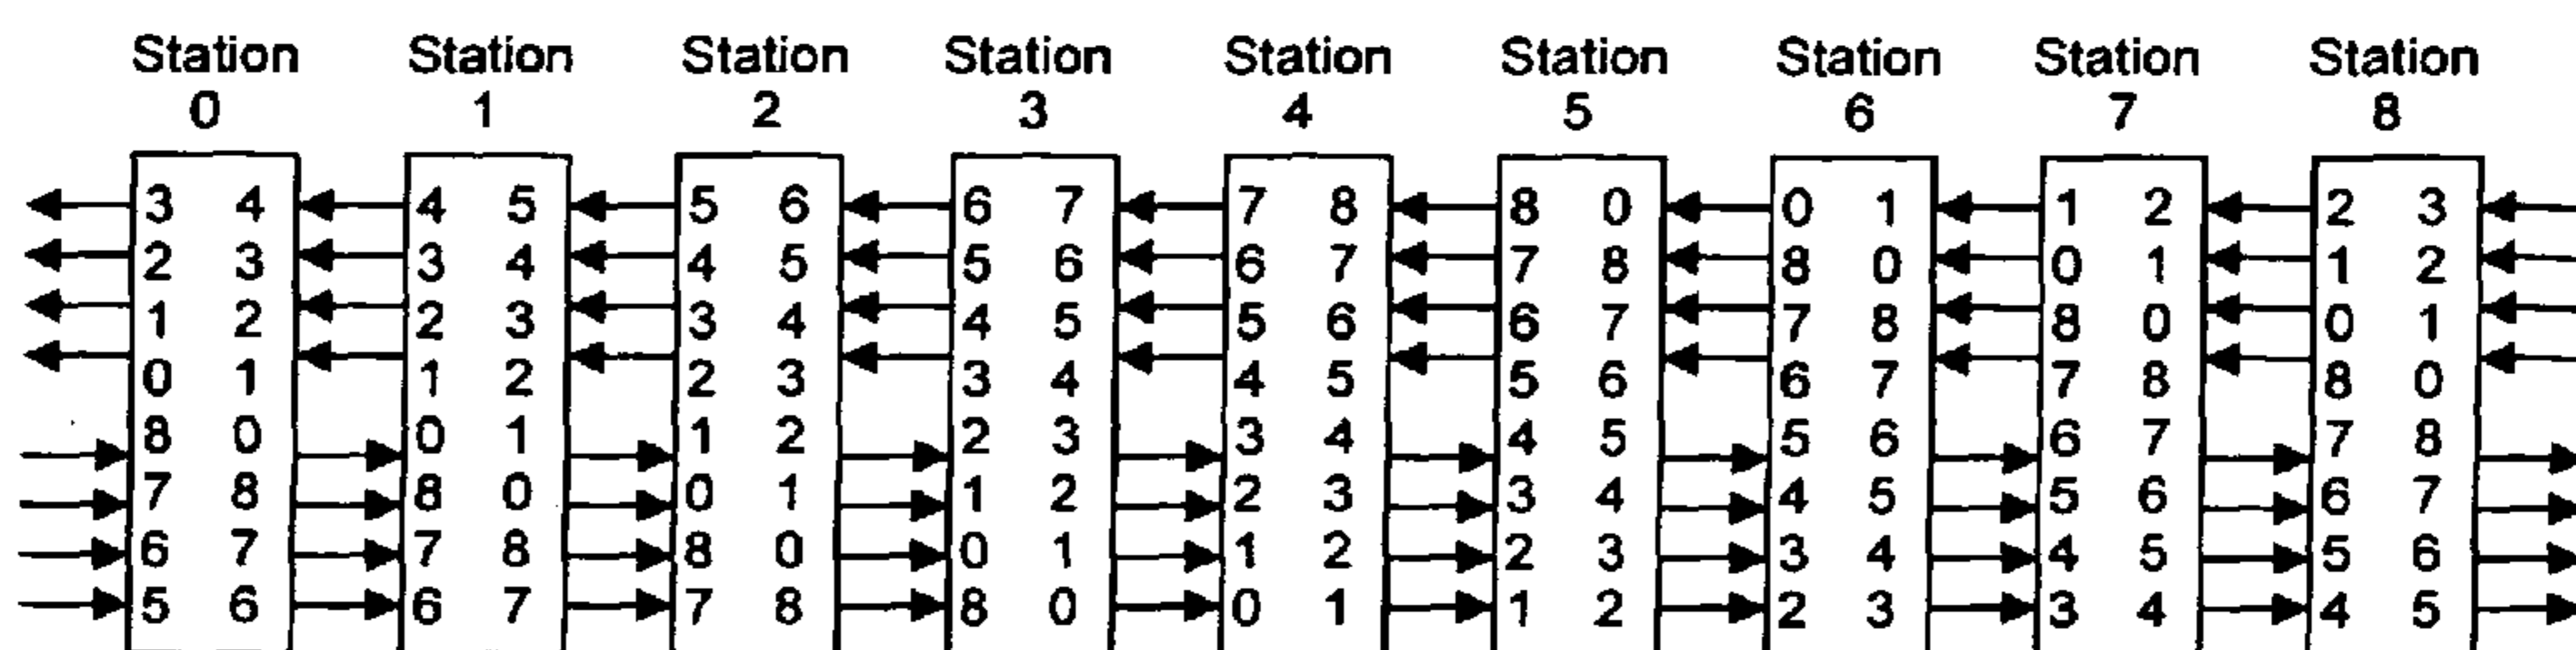 Station Station Station Station Station Station Station Station Station
0 1 2 3 4 5 6 7 8
3 4 4 5 5 6 6 7 7 8 8 0 0 1 1 2 2 3
2 3 3 4 4 5 5 6 6 7 7 8 8 0 0 1 1 2
1 2 2 3 3 4 4 5 5 6 6 7 7 8 8 0 0 1
0 1 1 2 2 3 3 4 4 5 5 6 6 7 7 8 8 0
8 0 0 1 1 2 2 3 3 4 4 5 5 6 6 7 7 8
7 8 8 0 0 1 1 2 2 3 3 4 4 5 5 6 6 7
6 7 7 8 8 0 0 1 1 2 2 3 3 4 4 5 5 6
5 6 6 7 7 8 8 0 0 1 1 2 2 3 3 4 4 5